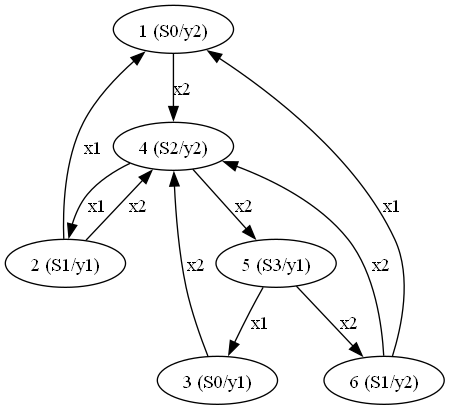 1 (S0/y2)
x2
4 (S2/y2)
x1
x1
x2
x2
x1
2 (S1/y1)
5 (S3/y1)
x2
x2
x1
x2
3 (S0/y1)
6 (S1/y2)